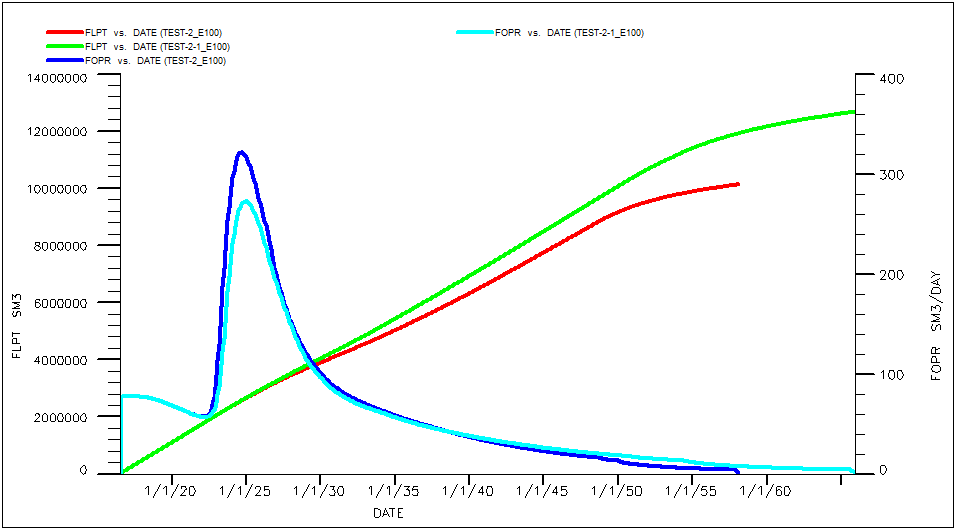 FLPT vs. DATE (TEST-2_E100)
FOPR vs. DATE (TEST-2-1_E100)
FLPT vs. DATE (TEST-2-1_E100)
FOPR vs. DATE (TEST-2_E100)
14000000
400
12000000
300
10000000
8000000
200
6000000
4000000
100
2000000
0
0
FLPT SM3
FOPR SM3/DAY
1/1/20 1/1/25 1/1/30 1/1/35 1/1/40 1/1/45 1/1/50 1/1/55 1/1/60
DATE